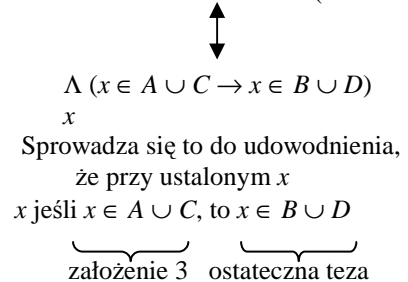 Λ (x ∈ A ∪ C → x ∈ B ∪ D)
x
Sprowadza się to do udowodnienia,
że przy ustalonym x
x jeśli x ∈ A ∪ C, to x ∈ B ∪ D
założenie 3 ostateczna teza